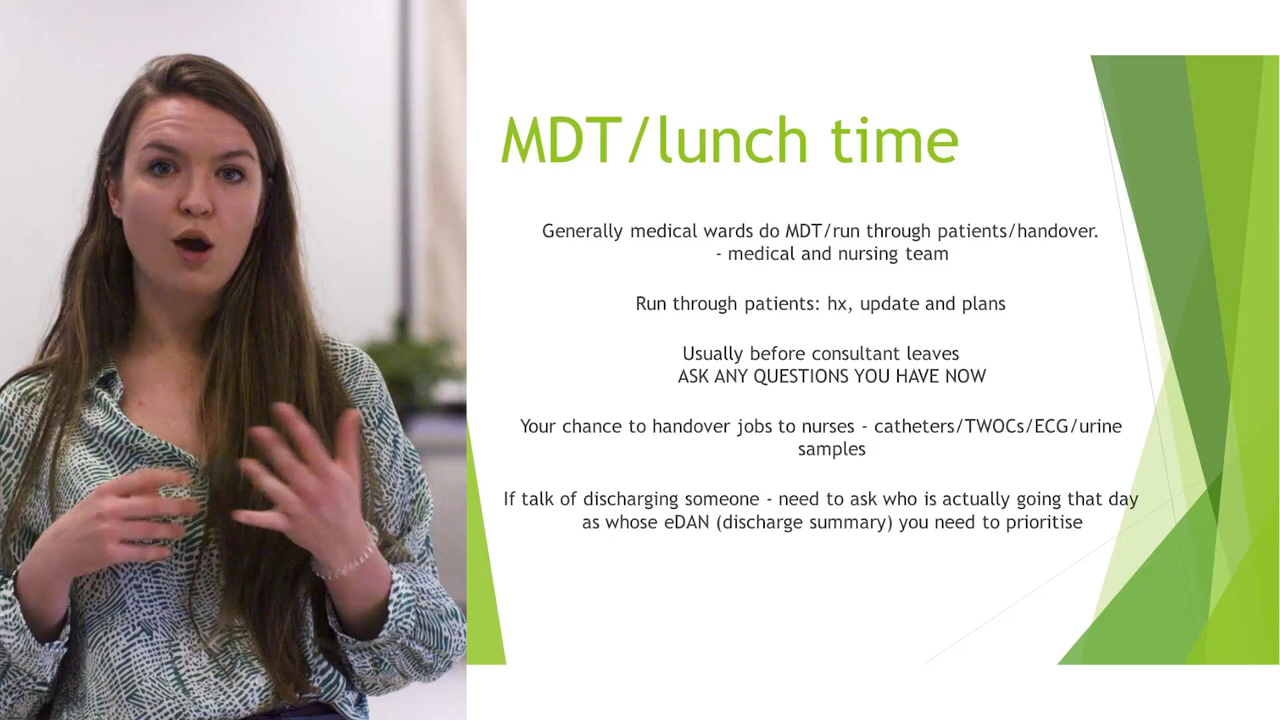 MDT/lunch time
Generally medical wards do MDT/run through patients/handover.
- medical and nursing team
Run through patients: hx, update and plans
Usually before consultant leaves
ASK ANY QUESTIONS YOU HAVE NOW
Your chance to handover jobs to nurses - catheters/TWOCs/ECG/urine
samples
If talk of discharging someone - need to ask who is actually going that day
as whose eDAN (discharge summary) you need to prioritise